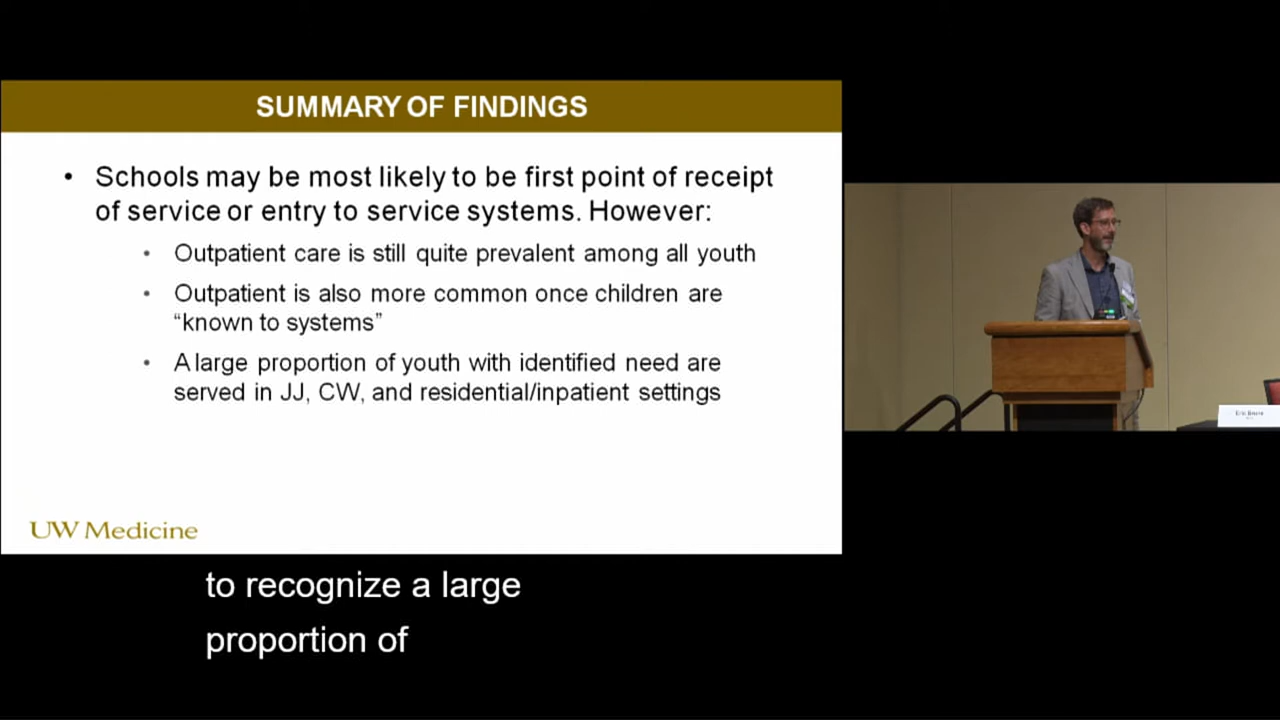 SUMMARY OF FINDINGS
• Schools may be most likely to be first point of receipt
of service or entry to service systems. However:
• Outpatient care is still quite prevalent among all youth
• Outpatient is also more common once children are
“known to systems”
• A large proportion of youth with identified need are
served in JJ, CW, and residential/inpatient settings
UW Medicine
to recognize a large
proportion of